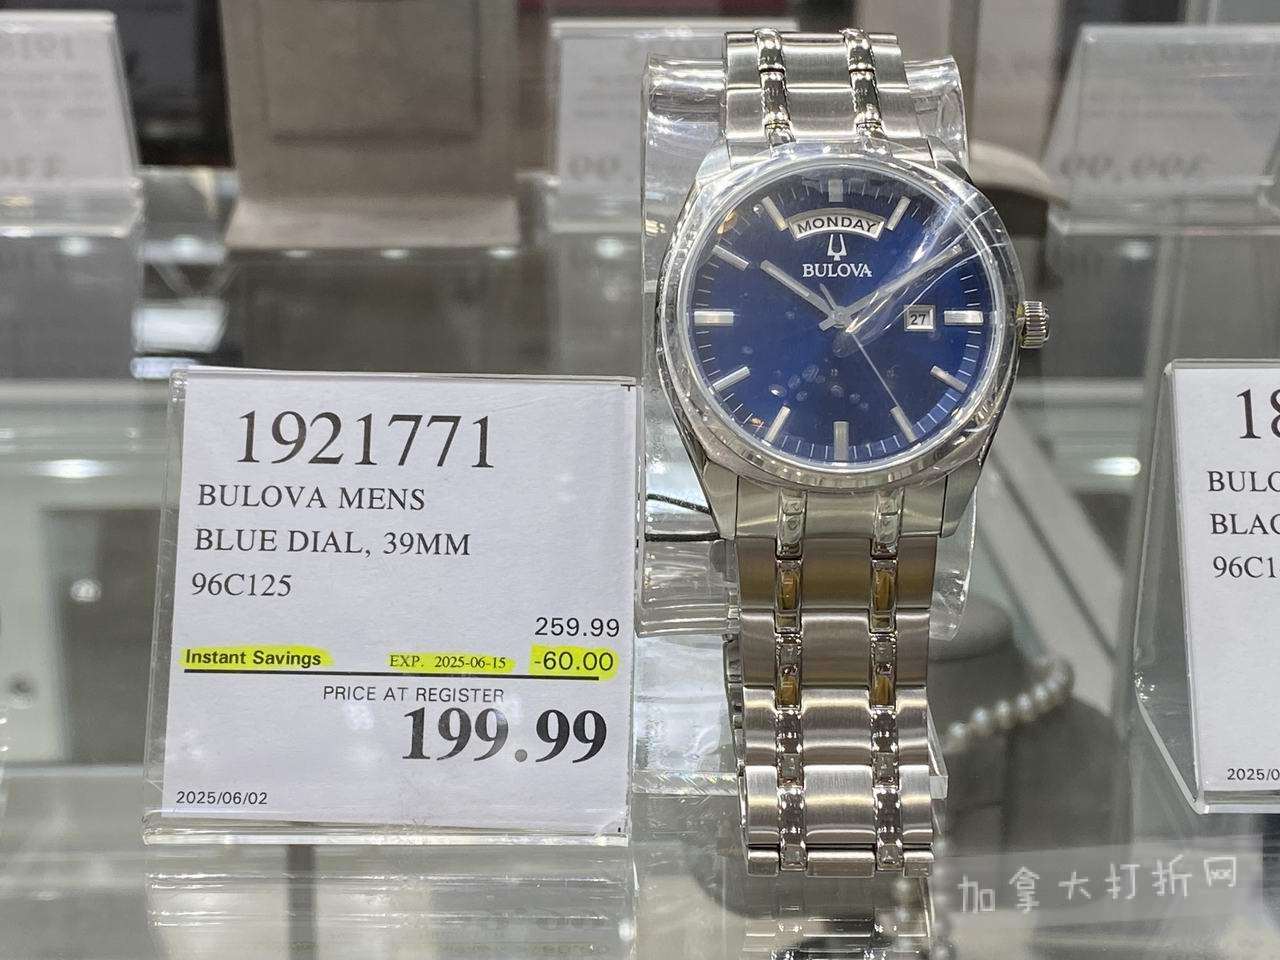 1921771
BULOVA MENS
BLUE DIAL, 39MM
96C125
259.99
Instant Savings EXP. 2025-06-15 -60.00
PRICE AT REGISTER
199.99
2025/06/02
MONDAY
BULOVA
27
18
BULO
BLAC
96C1
2025/0
加拿大打折网